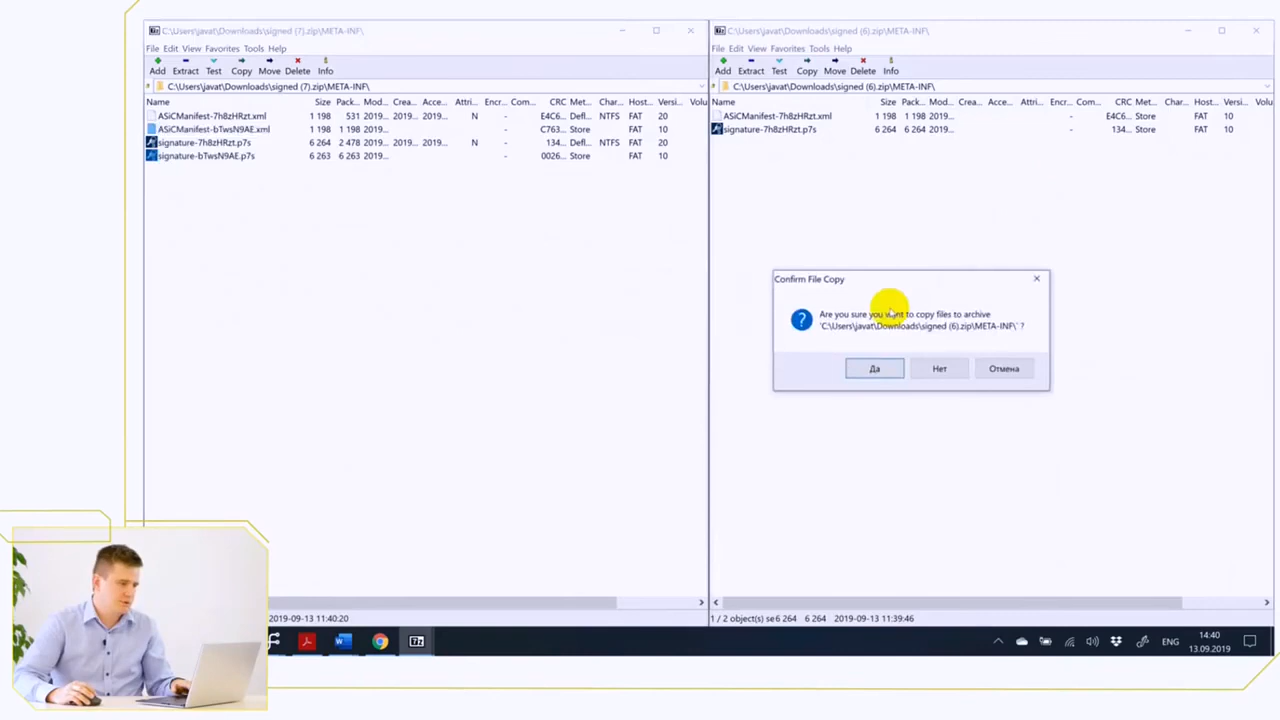 C:\Users\javat\Downloads\signed (7).zip\META-INF\
File Edit View Favorites Tools Help
Add Extract Test Copy Move Delete Info
C:\Users\javat\Downloads\signed (7).zip\META-INF\
Name Size Pack... Mod... Crea... Acce... Attri... Encr... Com... CRC Met... Char... Host... Version Volu
ASiCManifest-7h8zHRzt.xml 1 198 531 2019... 2019... 2019... N - E4C6... Defl... NTFS FAT 20
ASiCManifest-bTwsN9AE.xml 1 198 1 198 2019... - C763... Store FAT 10
signature-7h8zHRzt.p7s 6 264 2 478 2019... 2019... 2019... N - 134... Defl... NTFS FAT 20
signature-bTwsN9AE.p7s 6 263 6 263 2019... - 0026... Store FAT 10
2019-09-13 11:40:20
C:\Users\javat\Downloads\signed (6).zip\META-INF\
File Edit View Favorites Tools Help
Add Extract Test Copy Move Delete Info
C:\Users\javat\Downloads\signed (6).zip\META-INF\
Name Size Pack... Mod... Crea... Acce... Attri... Encr... Com... CRC Met... Char... Host... Version Volu
ASiCManifest-7h8zHRzt.xml 1 198 1 198 2019... - E4C6... Store FAT 10
signature-7h8zHRzt.p7s 6 264 6 264 2019... - 134... Store FAT 10
Confirm File Copy
Are you sure you want to copy files to archive
'C:\Users\javat\Downloads\signed (6).zip\META-INF\' ?
Да Нет Отмена
1 / 2 object(s) se 6 264 6 264 2019-09-13 11:39:46
ENG 14:40
13.09.2019